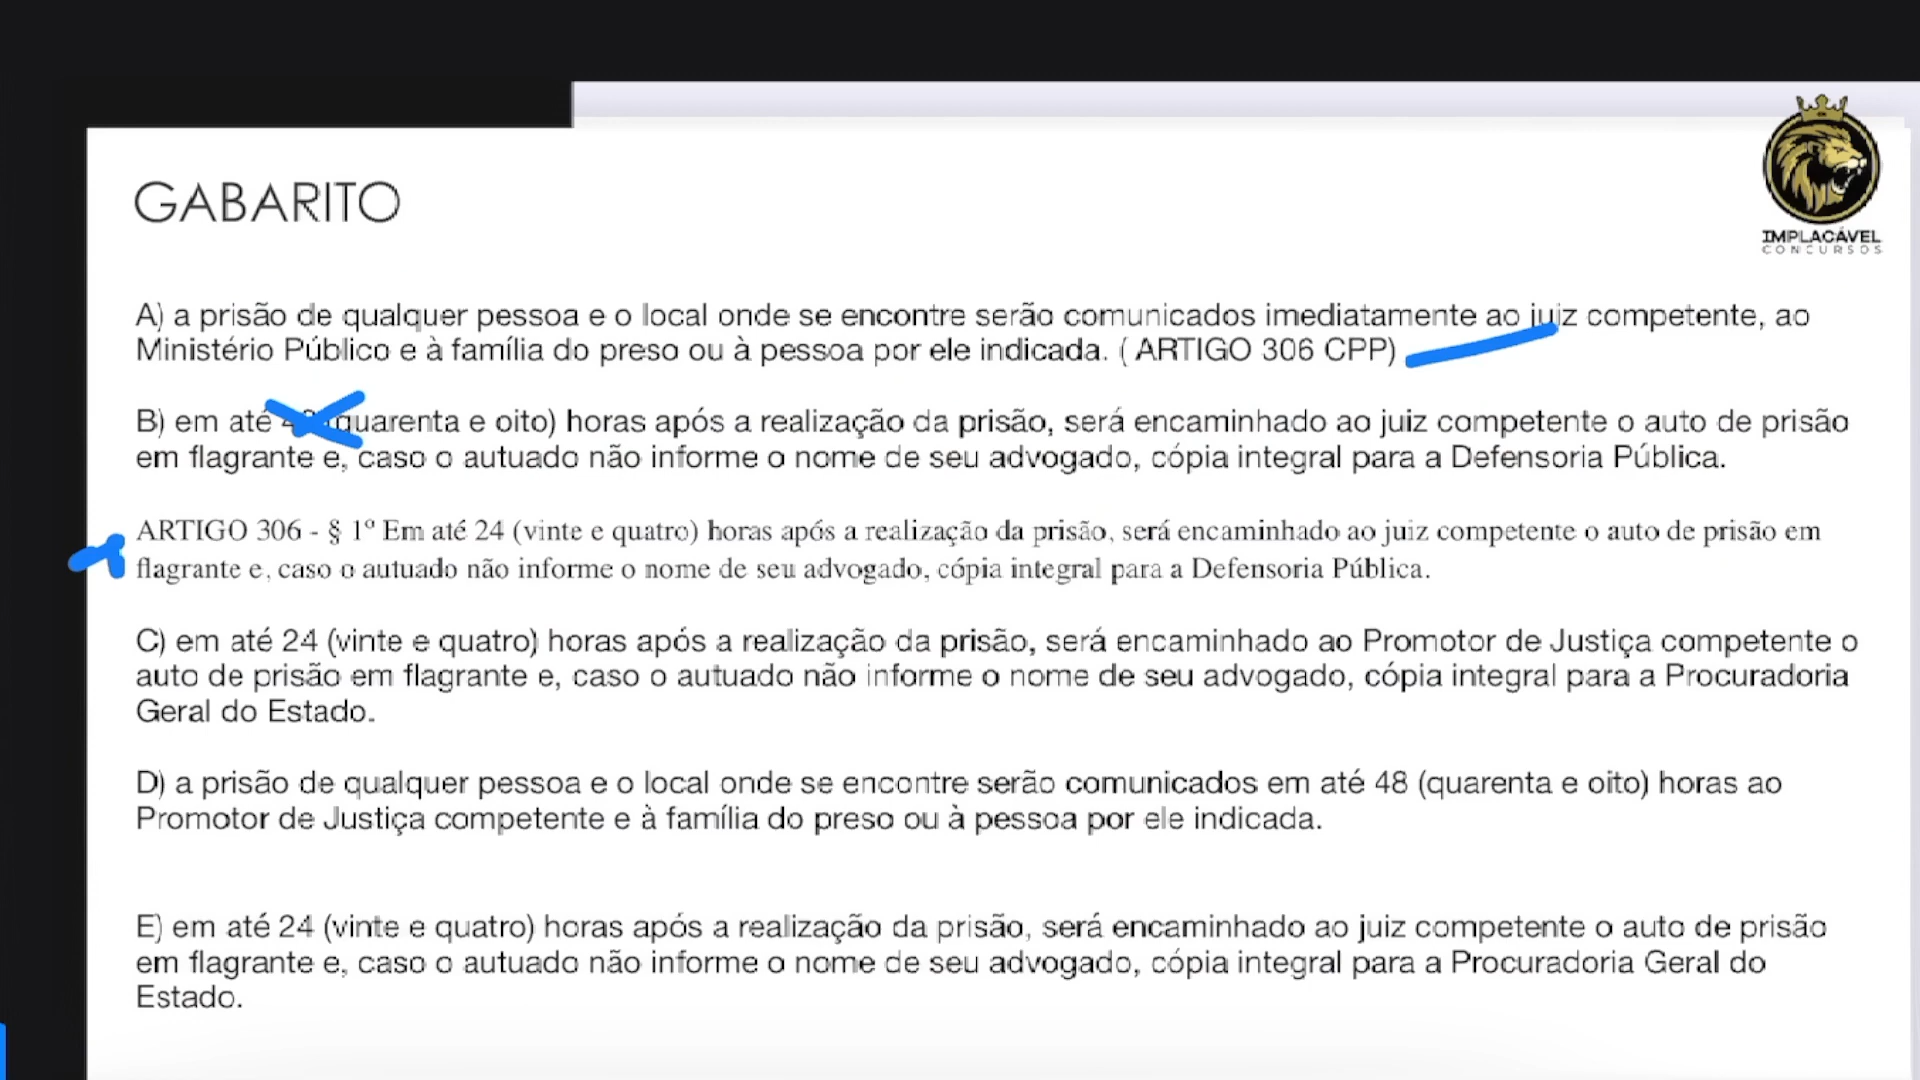 GABARITO
IMPLACÁVEL
CONCURSOS
A) a prisão de qualquer pessoa e o local onde se encontre serão comunicados imediatamente ao juiz competente, ao
Ministério Público e à família do preso ou à pessoa por ele indicada. ( ARTIGO 306 CPP)
B) em até (quarenta e oito) horas após a realização da prisão, será encaminhado ao juiz competente o auto de prisão
em flagrante e, caso o autuado não informe o nome de seu advogado, cópia integral para a Defensoria Pública.
ARTIGO 306 - § 1º Em até 24 (vinte e quatro) horas após a realização da prisão, será encaminhado ao juiz competente o auto de prisão em
flagrante e, caso o autuado não informe o nome de seu advogado, cópia integral para a Defensoria Pública.
C) em até 24 (vinte e quatro) horas após a realização da prisão, será encaminhado ao Promotor de Justiça competente o
auto de prisão em flagrante e, caso o autuado não informe o nome de seu advogado, cópia integral para a Procuradoria
Geral do Estado.
D) a prisão de qualquer pessoa e o local onde se encontre serão comunicados em até 48 (quarenta e oito) horas ao
Promotor de Justiça competente e à família do preso ou à pessoa por ele indicada.
E) em até 24 (vinte e quatro) horas após a realização da prisão, será encaminhado ao juiz competente o auto de prisão
em flagrante e, caso o autuado não informe o nome de seu advogado, cópia integral para a Procuradoria Geral do
Estado.